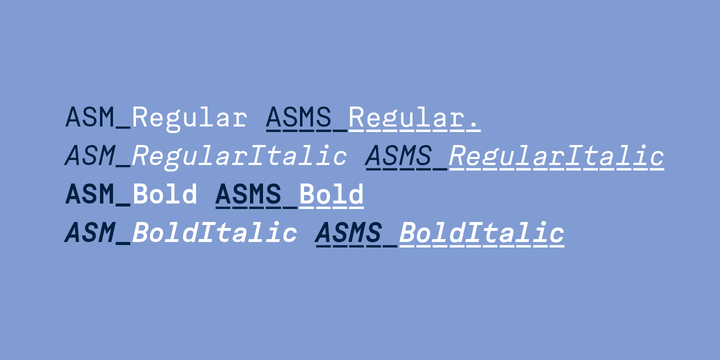 ASM_Regular ASMS_Regular.
ASM_RegularItalic ASMS_RegularItalic
ASM_Bold ASMS_Bold
ASM_BoldItalic ASMS_BoldItalic